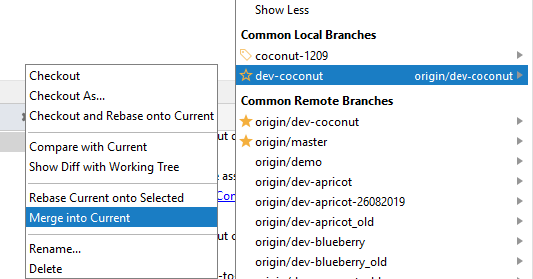 Show Less
Common Local Branches
coconut-1209
dev-coconut origin/dev-coconut
Common Remote Branches
origin/dev-coconut
origin/master
origin/demo
origin/dev-apricot
origin/dev-apricot-26082019
origin/dev-apricot_old
origin/dev-blueberry
origin/dev-blueberry_old
Checkout
Checkout As...
Checkout and Rebase onto Current
Compare with Current
Show Diff with Working Tree
Rebase Current onto Selected
Merge into Current
Rename...
Delete